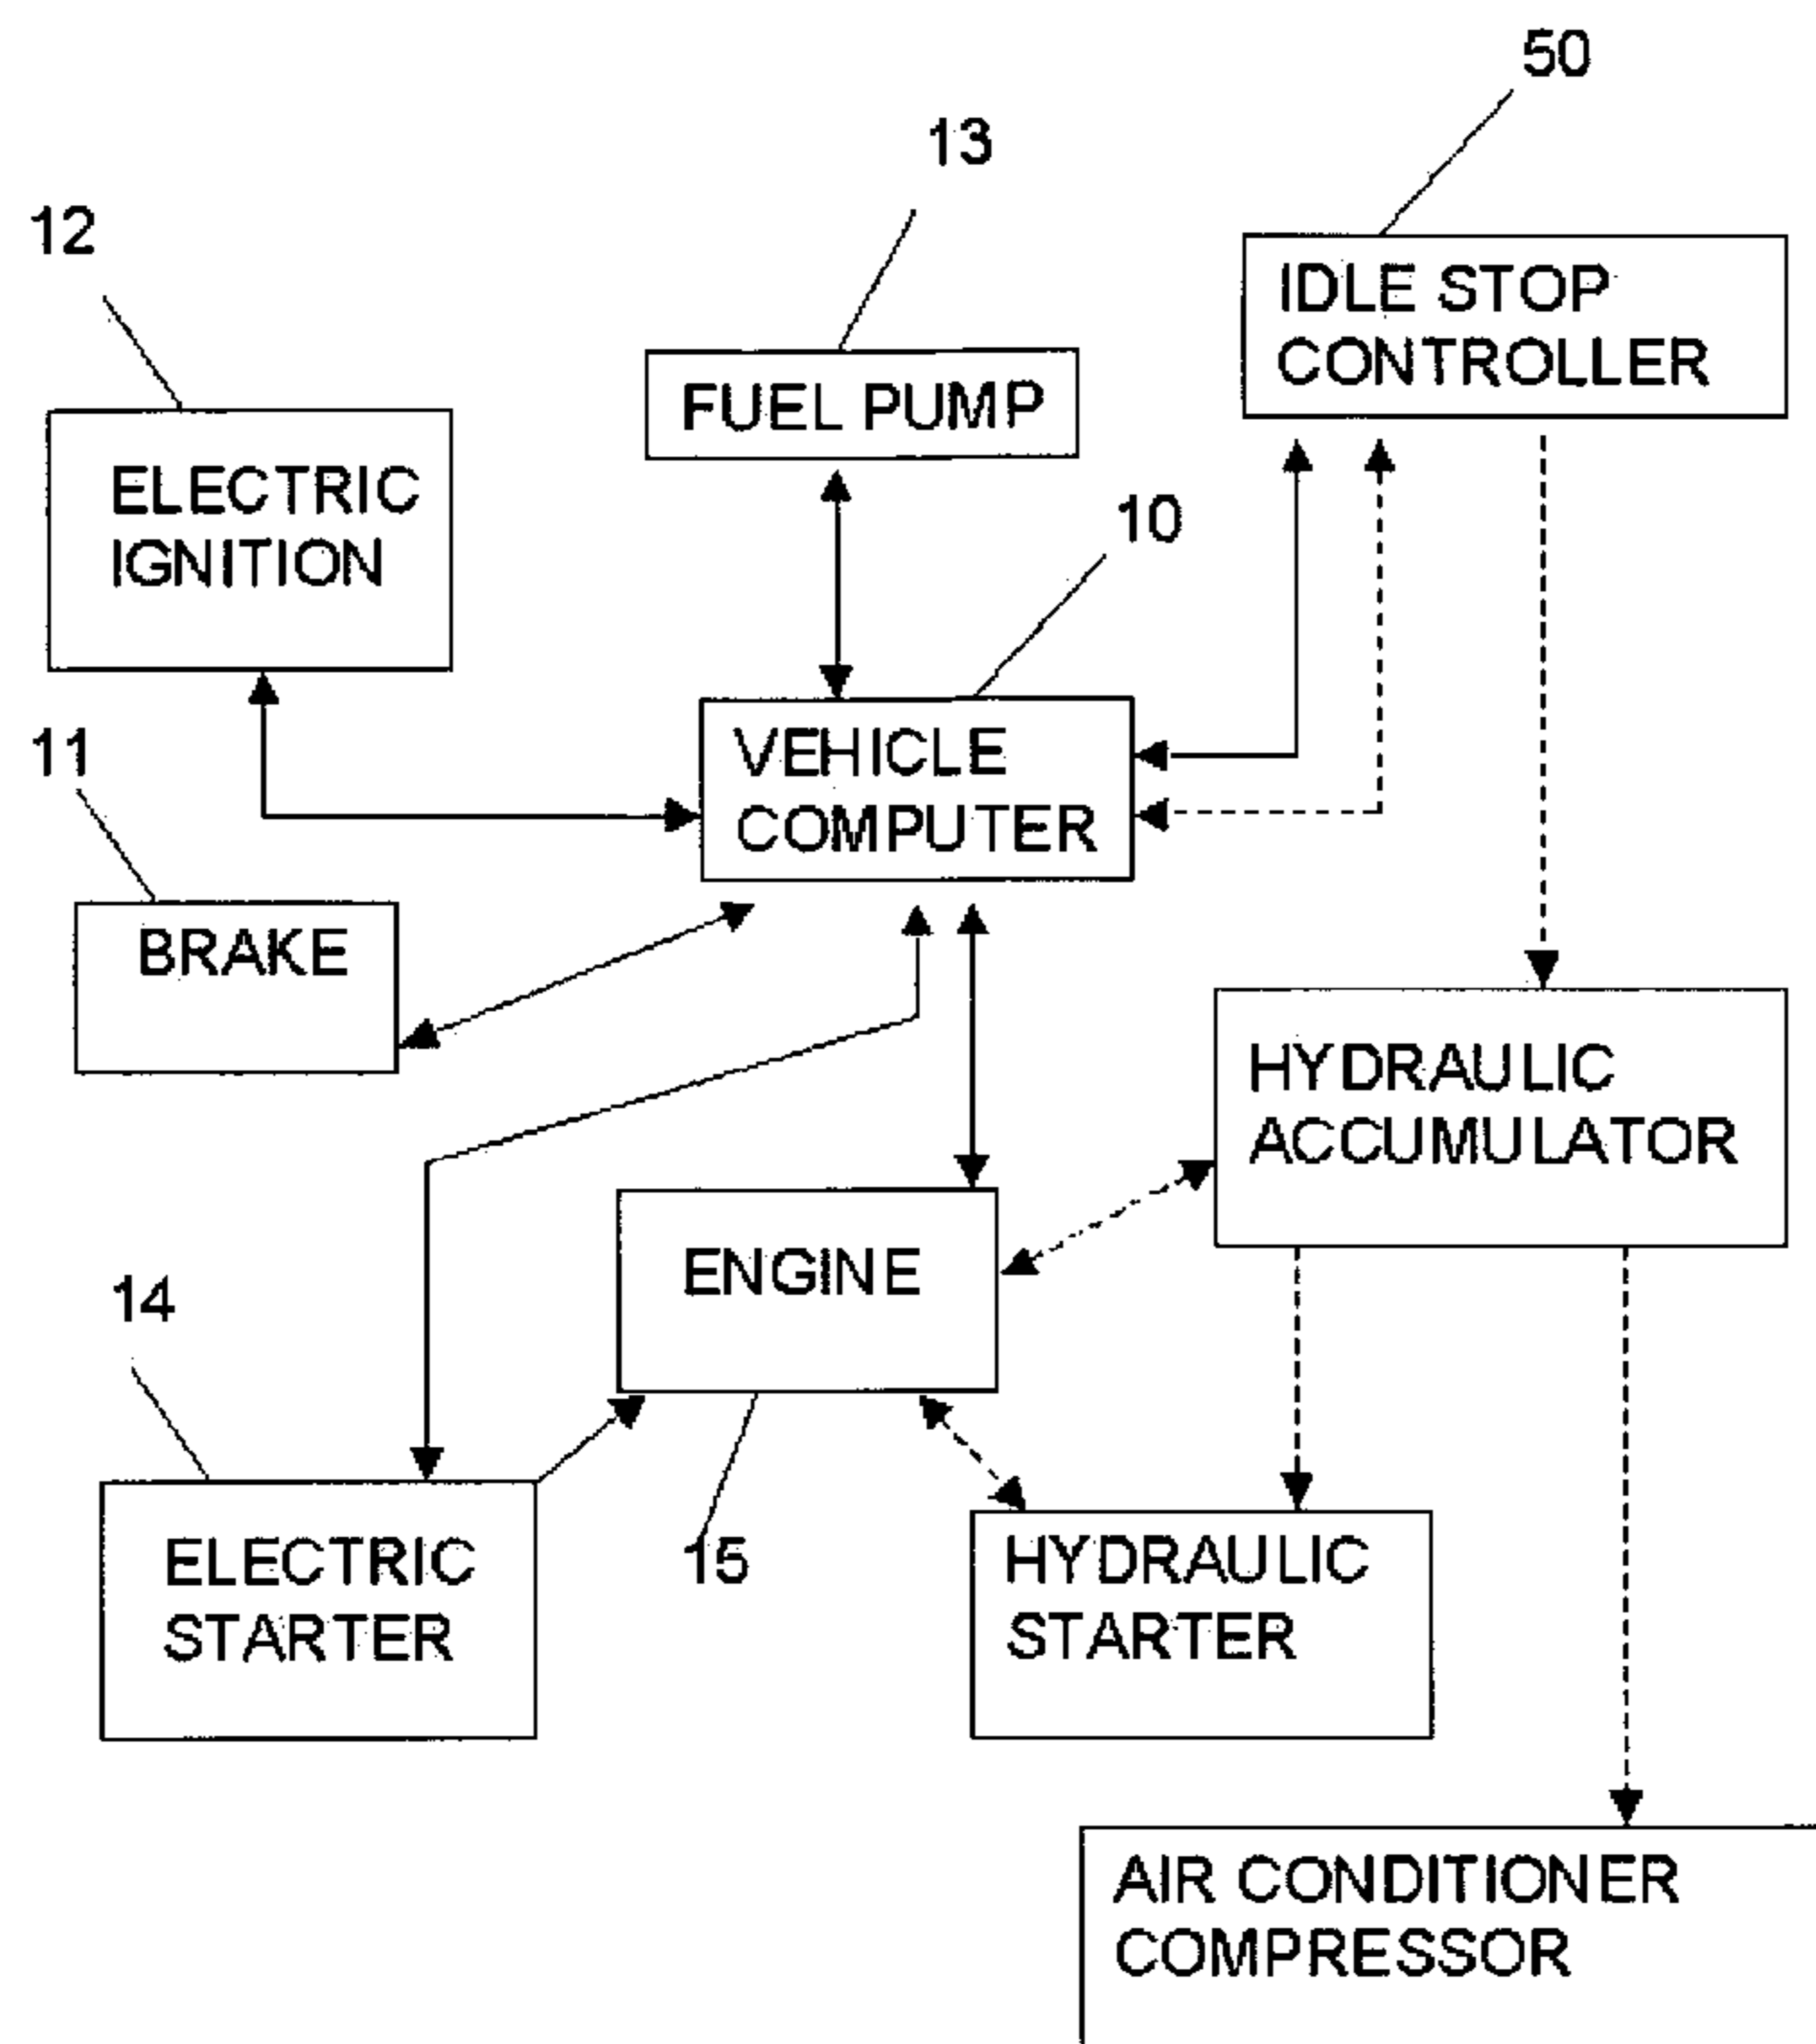 50
13
12
IDLE STOP
CONTROLLER
FUEL PUMP
ELECTRIC
IGNITION
10
11
VEHICLE
COMPUTER
BRAKE
HYDRAULIC
ACCUMULATOR
ENGINE
14
15
ELECTRIC
STARTER
HYDRAULIC
STARTER
AIR CONDITIONER
COMPRESSOR